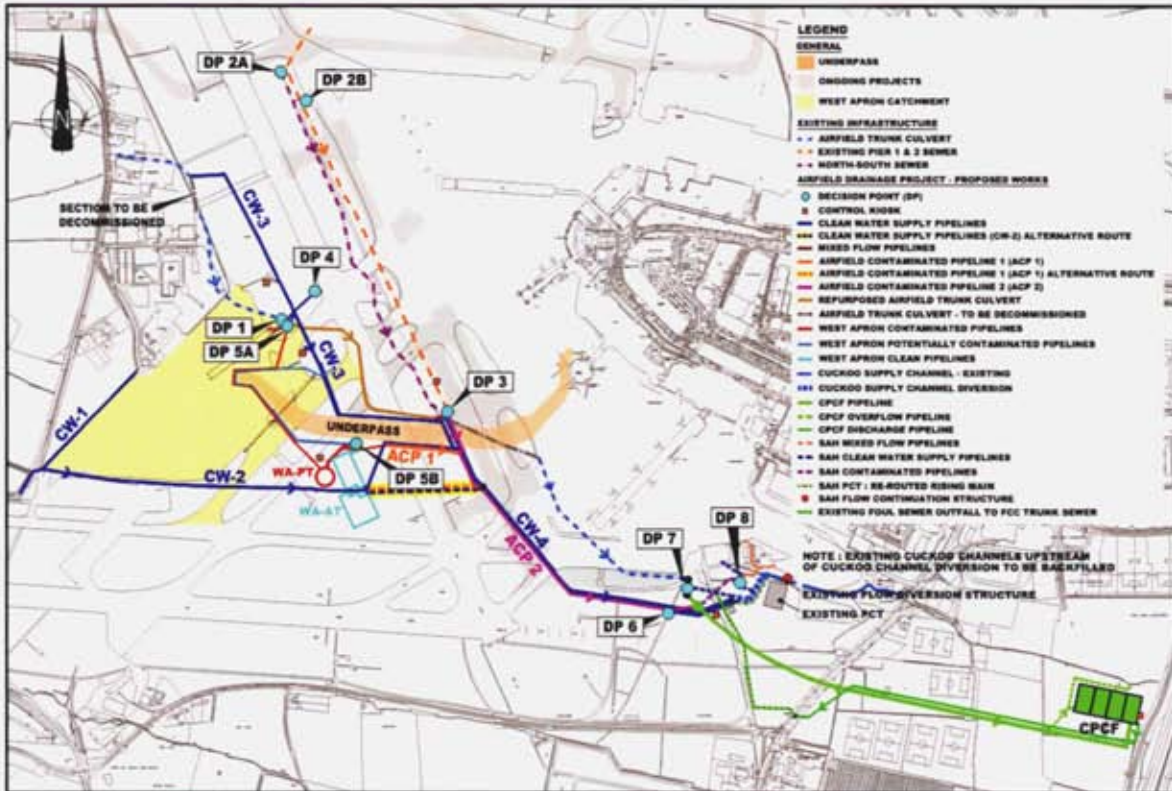 LEGEND
GENERAL
UNDERPASS
ONGOING PROJECTS
WEST APRON CATCHMENT
EXISTING INFRASTRUCTURE
AIRFIELD TRUNK CULVERT
EXISTING PIER 1 & 2 SEWER
NORTH-SOUTH SEWER
AIRFIELD DRAINAGE PROJECT - PROPOSED WORKS
DECISION POINT (DP)
CONTROL KIOSK
CLEAN WATER SUPPLY PIPELINES
CLEAN WATER SUPPLY PIPELINES (CW-2) ALTERNATIVE ROUTE
MIXED FLOW PIPELINES
AIRFIELD CONTAMINATED PIPELINE 1 (ACP 1)
AIRFIELD CONTAMINATED PIPELINE 1 (ACP 1) ALTERNATIVE ROUTE
AIRFIELD CONTAMINATED PIPELINE 2 (ACP 2)
REPURPOSED AIRFIELD TRUNK CULVERT
AIRFIELD TRUNK CULVERT - TO BE DECOMMISSIONED
WEST APRON CONTAMINATED PIPELINES
WEST APRON POTENTIALLY CONTAMINATED PIPELINES
WEST APRON CLEAN PIPELINES
CUCKOO SUPPLY CHANNEL - EXISTING
CUCKOO SUPPLY CHANNEL DIVERSION
CPCF PIPELINE
CPCF OVERFLOW PIPELINE
CPCF DISCHARGE PIPELINE
SAH MIXED FLOW PIPELINES
SAH CLEAN WATER SUPPLY PIPELINES
SAH CONTAMINATED PIPELINES
SAH PCT : RE-ROUTED RISING MAIN
SAH FLOW CONTINUATION STRUCTURE
EXISTING FOUL SEWER OUTFALL TO FCC TRUNK SEWER
NOTE : EXISTING CUCKOO CHANNELS UPSTREAM
OF CUCKOO CHANNEL DIVERSION TO BE BACKFILLED
EXISTING FLOW DIVERSION STRUCTURE
EXISTING PCT
DP 2A
DP 2B
N
SECTION TO BE
DECOMMISSIONED
CW-3
DP 4
DP 1
DP 5A
CW-3
DP 3
CW-1
UNDERPASS
ACP 1
DP 5B
WA-PT
CW-2
WA-AT
CW-4
ACP 2
DP 7
DP 8
DP 6
CPCF